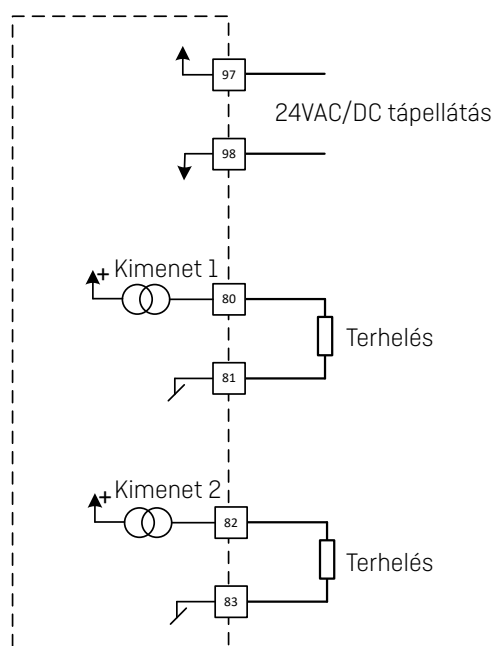 97
24VAC/DC tápellátás
98
+ Kimenet 1
80
Terhelés
81
+ Kimenet 2
82
Terhelés
83